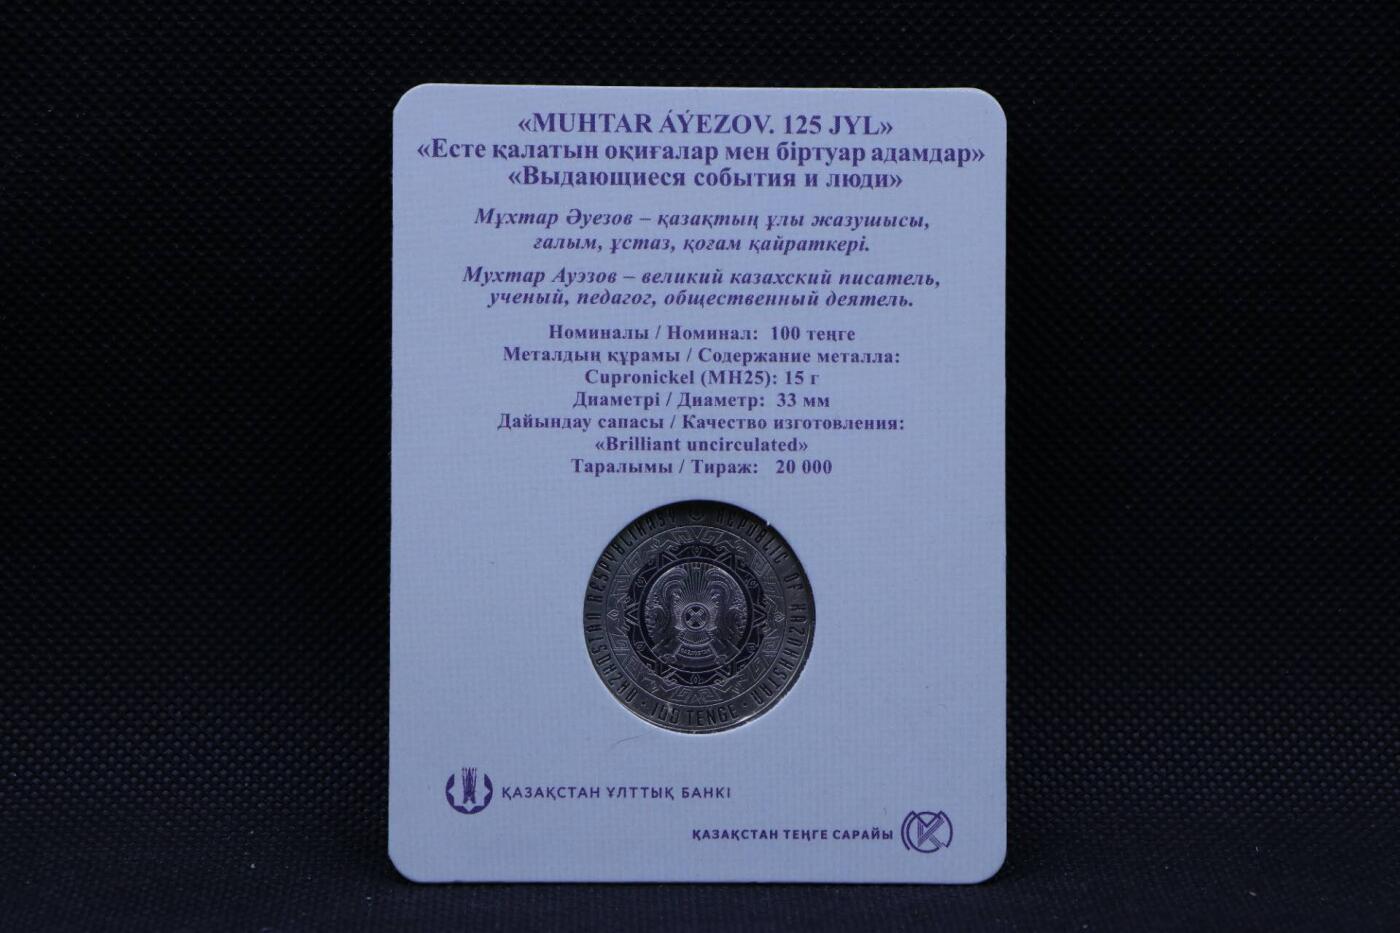 «MUHTAR ÁÝEZOV. 125 JYL»
«Есте қалатын оқиғалар мен біртуар адамдар»
«Выдающиеся события и люди»
Мұхтар Әуезов – қазақтың ұлы жазушысы,
ғалым, ұстаз, қоғам қайраткері.
Мухтар Ауэзов – великий казахский писатель,
ученый, педагог, общественный деятель.
Номиналы / Номинал: 100 теңге
Металдың құрамы / Содержание металла:
Cupronickel (МН25): 15 г
Диаметрі / Диаметр: 33 мм
Дайындау сапасы / Качество изготовления:
«Brilliant uncirculated»
Таралымы / Тираж: 20 000
QAZAQSTAN RESPYBLIKASY
REPUBLIC OF KAZAKHSTAN
100 TENGE
ҚАЗАҚСТАН ҰЛТТЫҚ БАНКІ
ҚАЗАҚСТАН ТЕҢГЕ САРАЙЫ